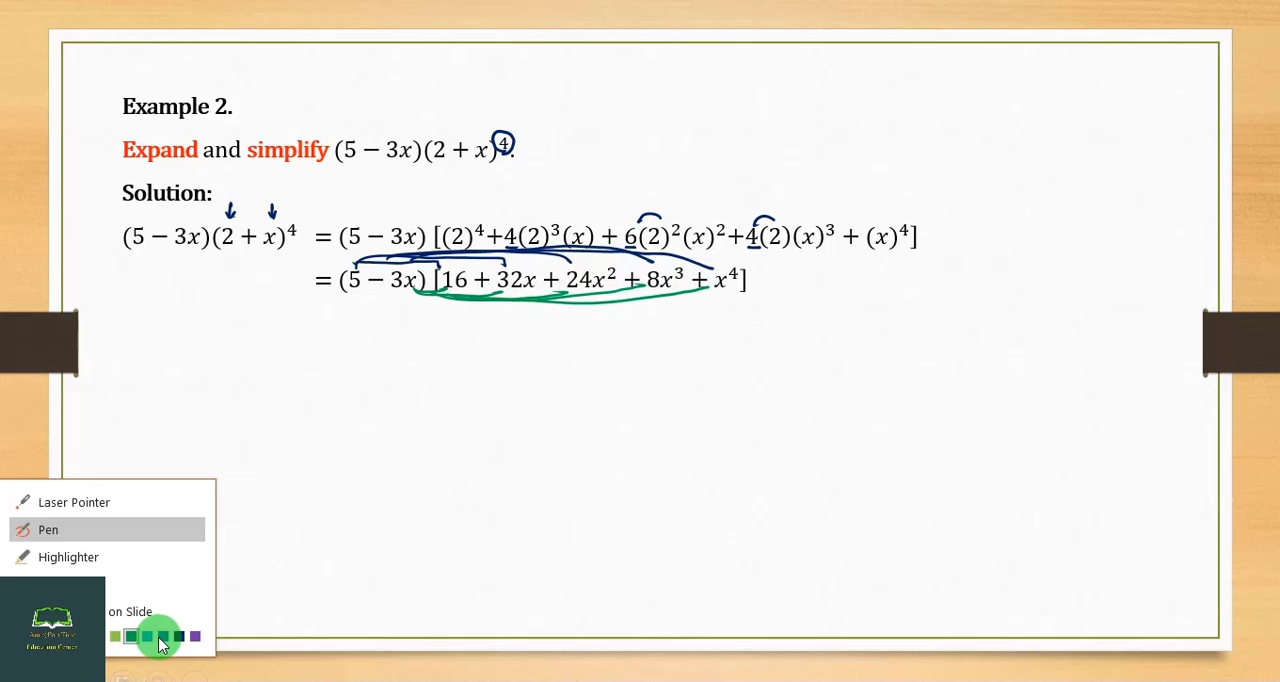 Example 2.
Expand and simplify (5 − 3x)(2 + x)⁴.
Solution:
(5 − 3x)(2 + x)⁴ = (5 − 3x) [(2)⁴+4(2)³(x) + 6(2)²(x)²+4(2)(x)³ + (x)⁴]
= (5 − 3x) [16 + 32x + 24x² + 8x³ + x⁴]
Laser Pointer
Pen
Highlighter
on Slide
Education Center